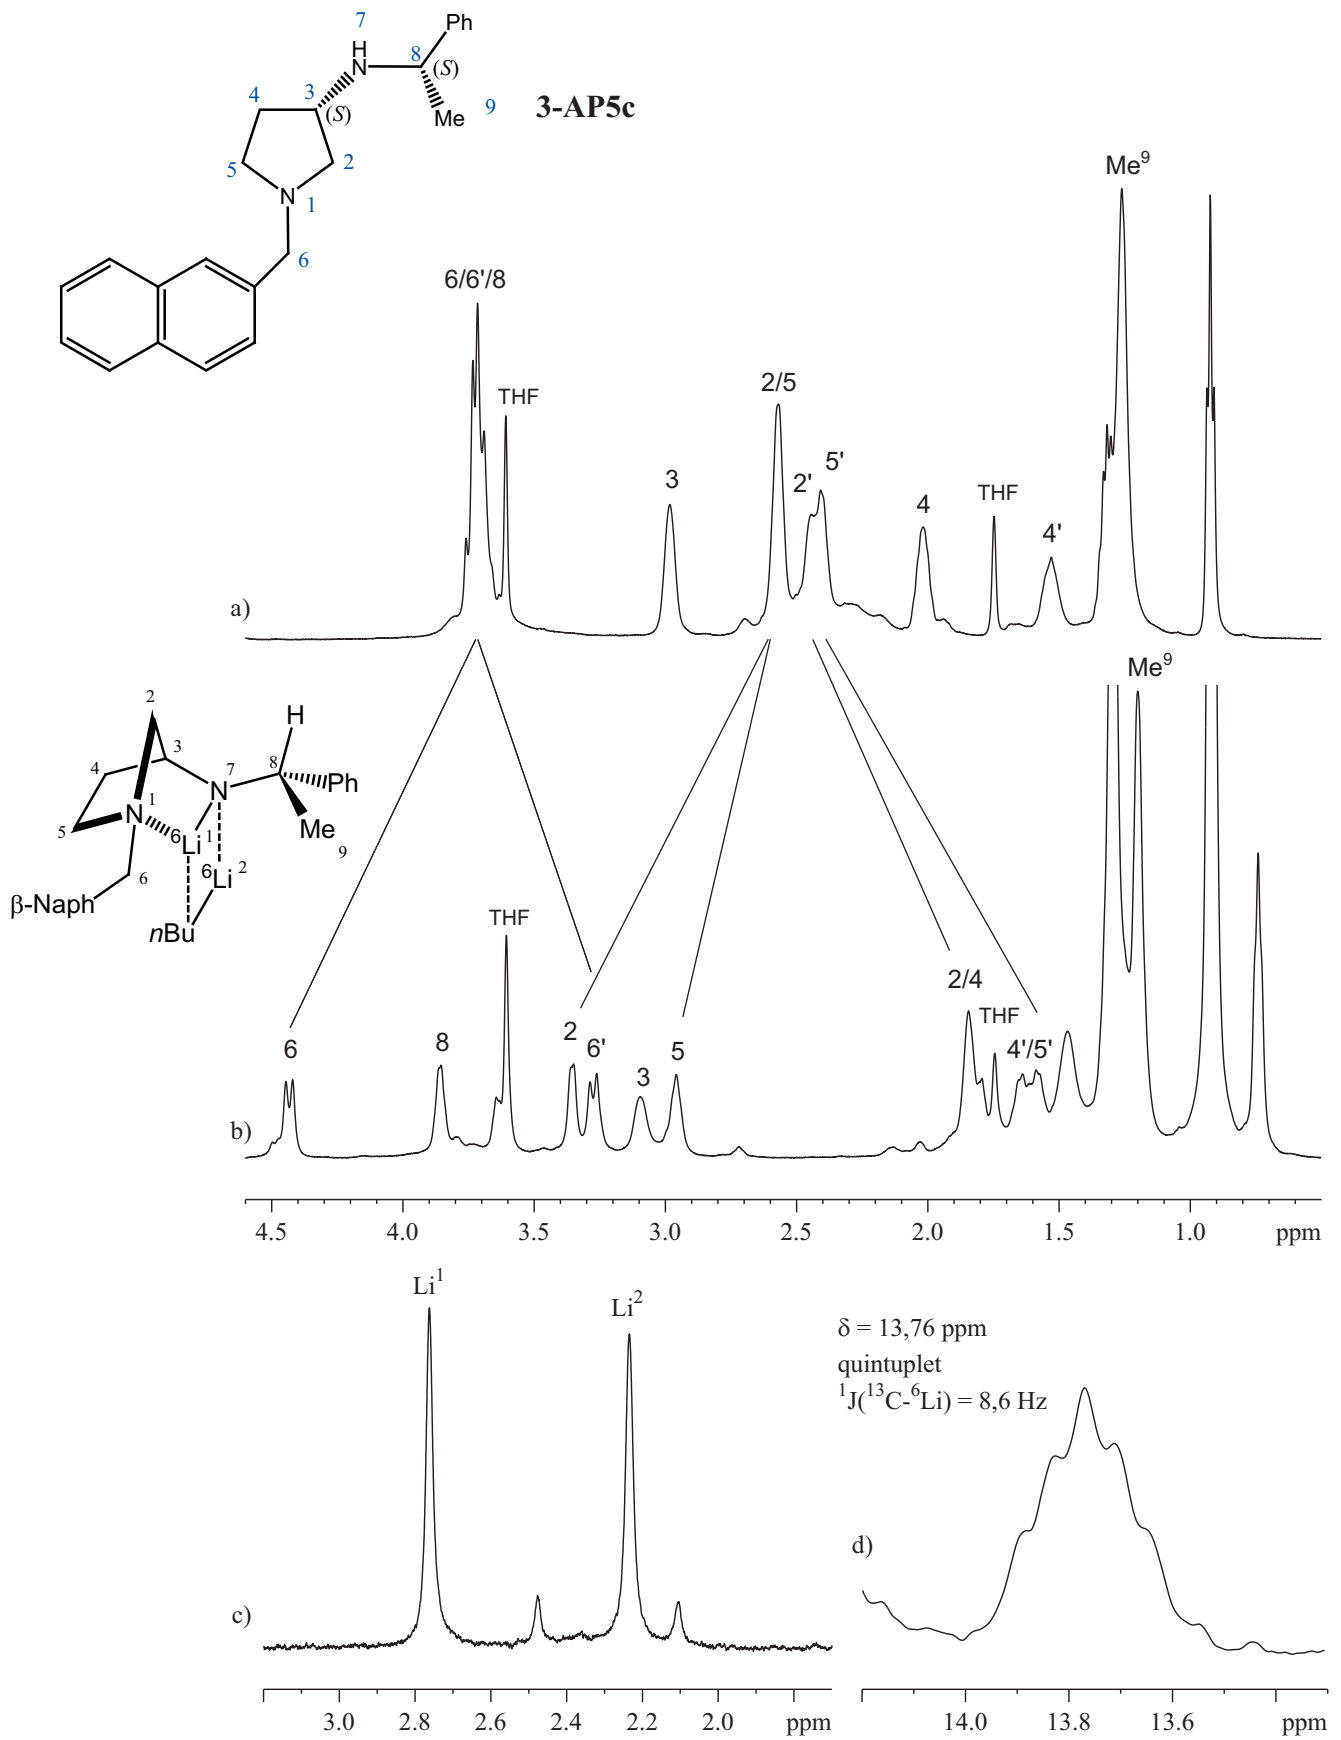 7
H
N
8
(S)
Ph
Me
9
3-AP5c
4
3
(S)
5
2
N
1
6
Me⁹
6/6'/8
THF
2/5
3
2'
5'
4
THF
4'
a)
Me⁹
2
H
4
3
7
N
8
Ph
N
1
5
⁶Li¹
Me
9
⁶Li²
6
β-Naph
nBu
THF
2/4
THF
6
8
2
6'
3
5
4'/5'
b)
4.5 4.0 3.5 3.0 2.5 2.0 1.5 1.0 ppm
Li¹
Li²
δ = 13,76 ppm
quintuplet
¹J(¹³C-⁶Li) = 8,6 Hz
c)
d)
3.0 2.8 2.6 2.4 2.2 2.0 ppm
14.0 13.8 13.6 ppm